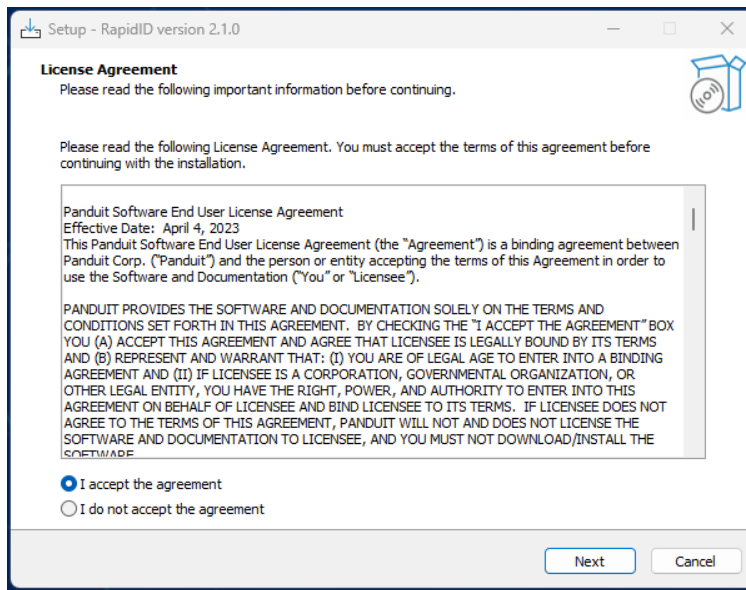 Setup - RapidID version 2.1.0
License Agreement
Please read the following important information before continuing.
Please read the following License Agreement. You must accept the terms of this agreement before
continuing with the installation.
Panduit Software End User License Agreement
Effective Date:  April 4, 2023
This Panduit Software End User License Agreement (the “Agreement”) is a binding agreement between
Panduit Corp. (“Panduit”) and the person or entity accepting the terms of this Agreement in order to
use the Software and Documentation (“You” or “Licensee”).
PANDUIT PROVIDES THE SOFTWARE AND DOCUMENTATION SOLELY ON THE TERMS AND
CONDITIONS SET FORTH IN THIS AGREEMENT.  BY CHECKING THE “I ACCEPT THE AGREEMENT” BOX
YOU (A) ACCEPT THIS AGREEMENT AND AGREE THAT LICENSEE IS LEGALLY BOUND BY ITS TERMS
AND (B) REPRESENT AND WARRANT THAT: (I) YOU ARE OF LEGAL AGE TO ENTER INTO A BINDING
AGREEMENT AND (II) IF LICENSEE IS A CORPORATION, GOVERNMENTAL ORGANIZATION, OR
OTHER LEGAL ENTITY, YOU HAVE THE RIGHT, POWER, AND AUTHORITY TO ENTER INTO THIS
AGREEMENT ON BEHALF OF LICENSEE AND BIND LICENSEE TO ITS TERMS.  IF LICENSEE DOES NOT
AGREE TO THE TERMS OF THIS AGREEMENT, PANDUIT WILL NOT AND DOES NOT LICENSE THE
SOFTWARE AND DOCUMENTATION TO LICENSEE, AND YOU MUST NOT DOWNLOAD/INSTALL THE
SOFTWARE
I accept the agreement
I do not accept the agreement
Next
Cancel